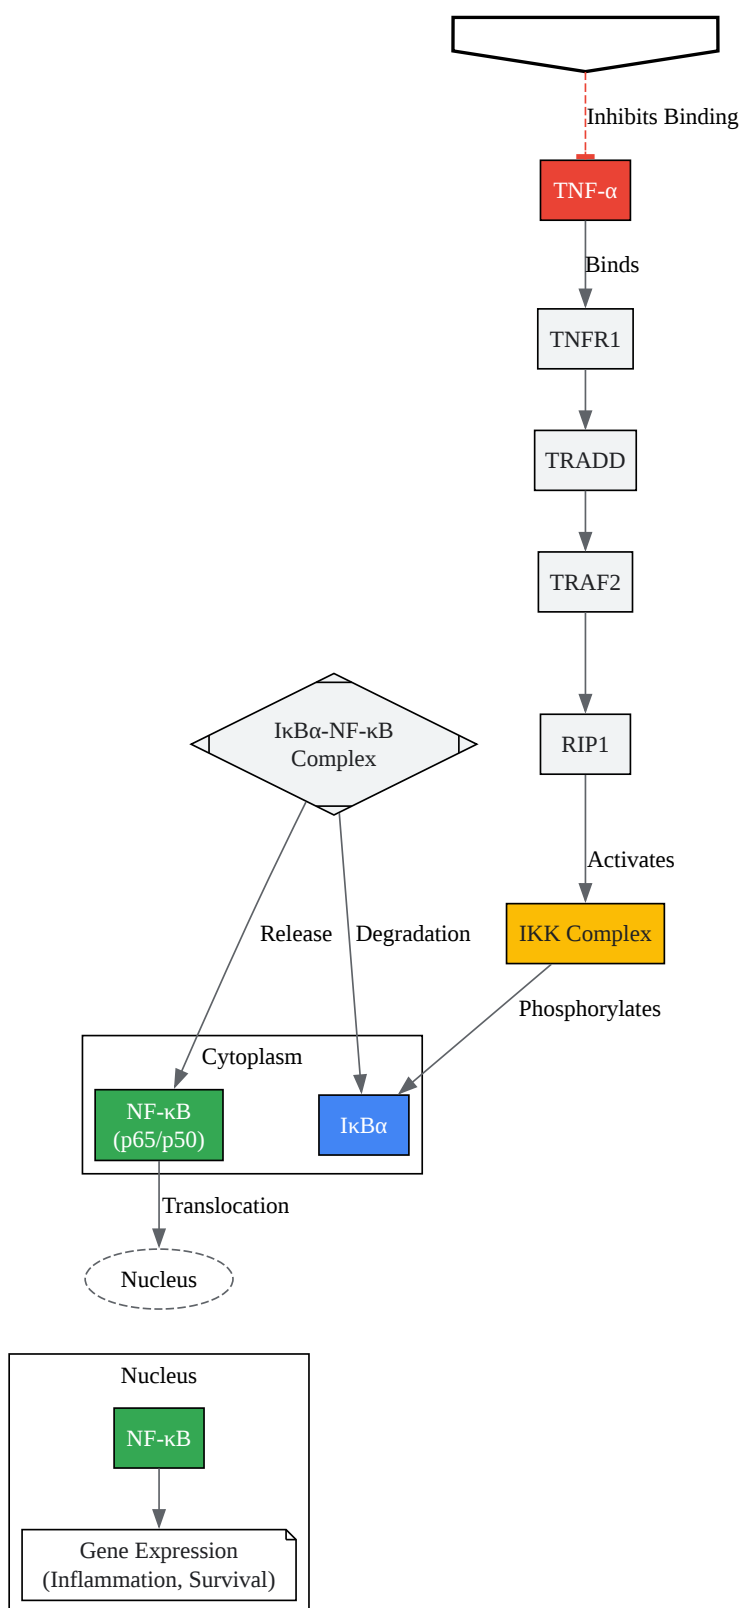 Inhibits Binding
TNF-α
Binds
TNFR1
TRADD
TRAF2
IκBα-NF-κB
Complex
RIP1
Activates
Release
Degradation
IKK Complex
Phosphorylates
Cytoplasm
NF-κB
(p65/p50)
IκBα
Translocation
Nucleus
Nucleus
NF-κB
Gene Expression
(Inflammation, Survival)